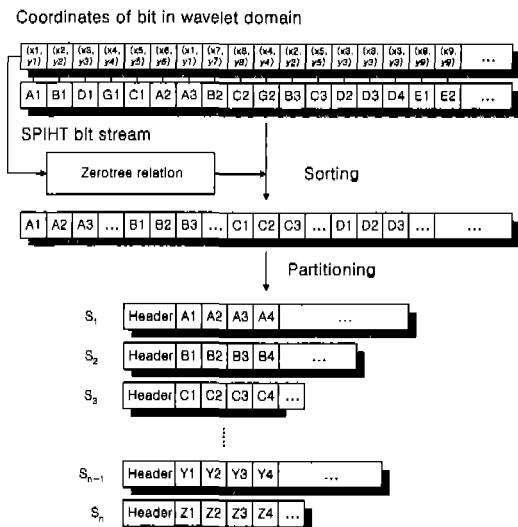 Coordinates of bit in wavelet domain
(x1, y1) (x2, y2) (x3, y3) (x4, y4) (x5, y5) (x6, y6) (x1, y1) (x7, y7) (x8, y8) (x4, y4) (x2, y2) (x5, y5) (x3, y3) (x3, y3) (x3, y3) (x9, y9) (x9, y9) ...
A1 B1 D1 G1 C1 A2 A3 B2 C2 G2 B3 C3 D2 D3 D4 E1 E2 ...
SPIHT bit stream
Zerotree relation
Sorting
A1 A2 A3 ... B1 B2 B3 ... C1 C2 C3 ... D1 D2 D3 ... ...
Partitioning
S1 Header A1 A2 A3 A4 ...
S2 Header B1 B2 B3 B4 ...
S3 Header C1 C2 C3 C4 ...
Sn−1 Header Y1 Y2 Y3 Y4 ...
Sn Header Z1 Z2 Z3 Z4 ...